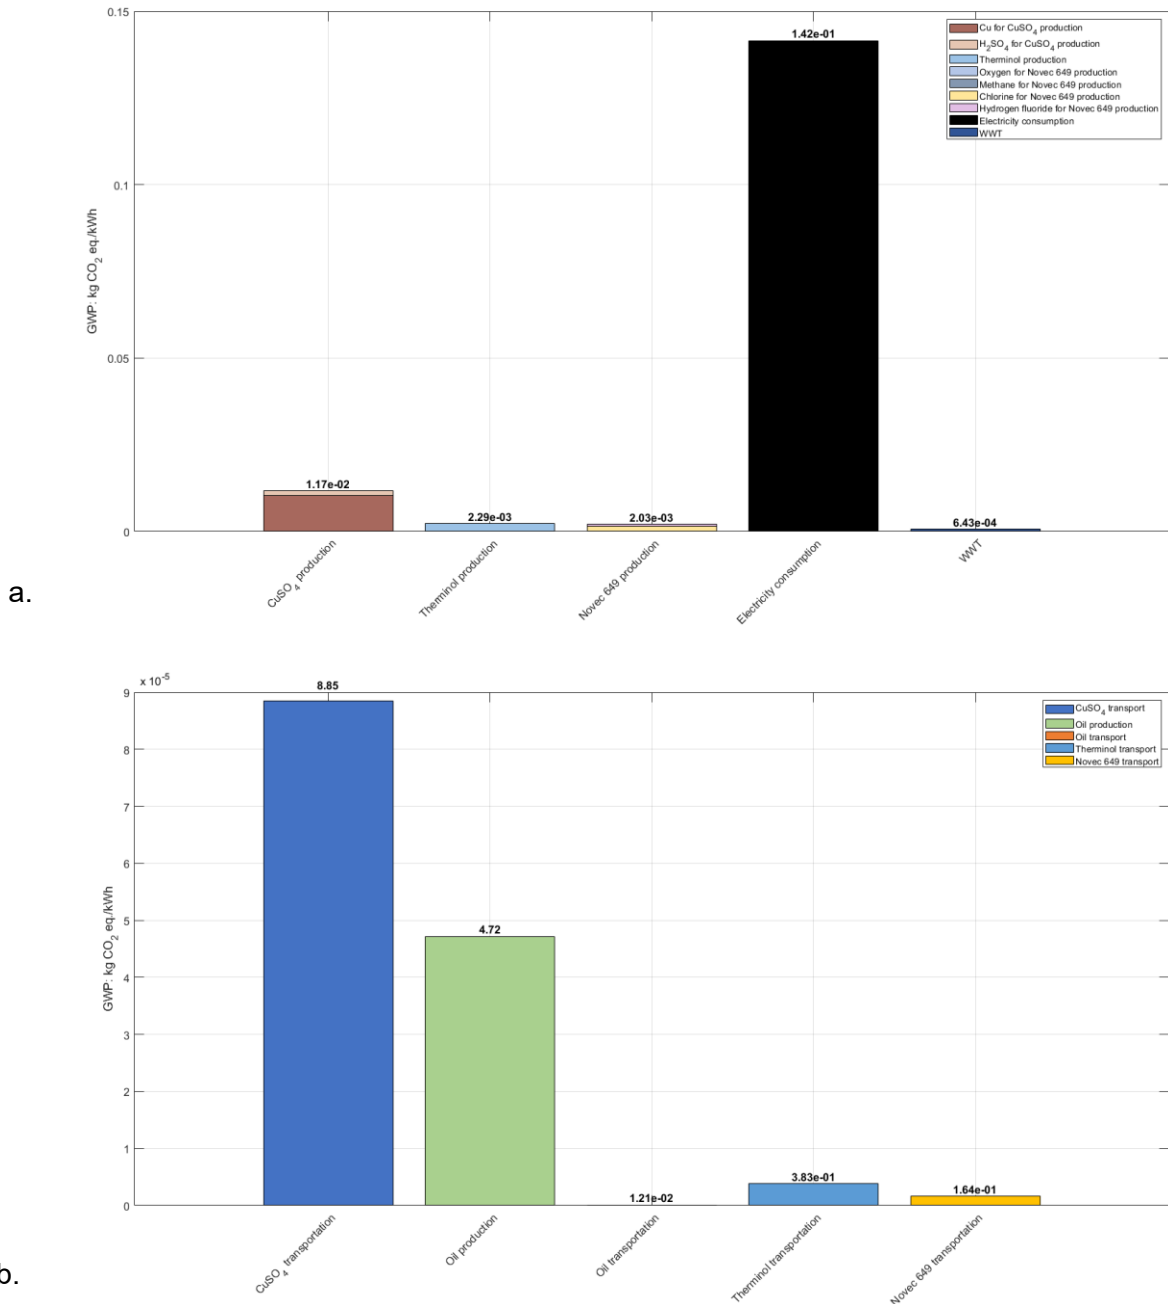 0.15
1.42e-01
Cu for CuSO4 production
H2SO4 for CuSO4 production
Therminol production
Oxygen for Novec 649 production
Methane for Novec 649 production
Chlorine for Novec 649 production
Hydrogen fluoride for Novec 649 production
Electricity consumption
WWT
0.1
GWP: kg CO2 eq./kWh
0.05
1.17e-02
2.29e-03
2.03e-03
6.43e-04
0
CuSO4 production
Therminol production
Novec 649 production
Electricity consumption
WWT
a.
x 10-5
8.85
9
CuSO4 transport
Oil production
Oil transport
Therminol transport
Novec 649 transport
8
7
6
5
4.72
GWP: kg CO2 eq./kWh
4
3
2
1
3.83e-01
1.64e-01
1.21e-02
0
CuSO4 transportation
Oil production
Oil transportation
Therminol transportation
Novec 649 transportation
b.